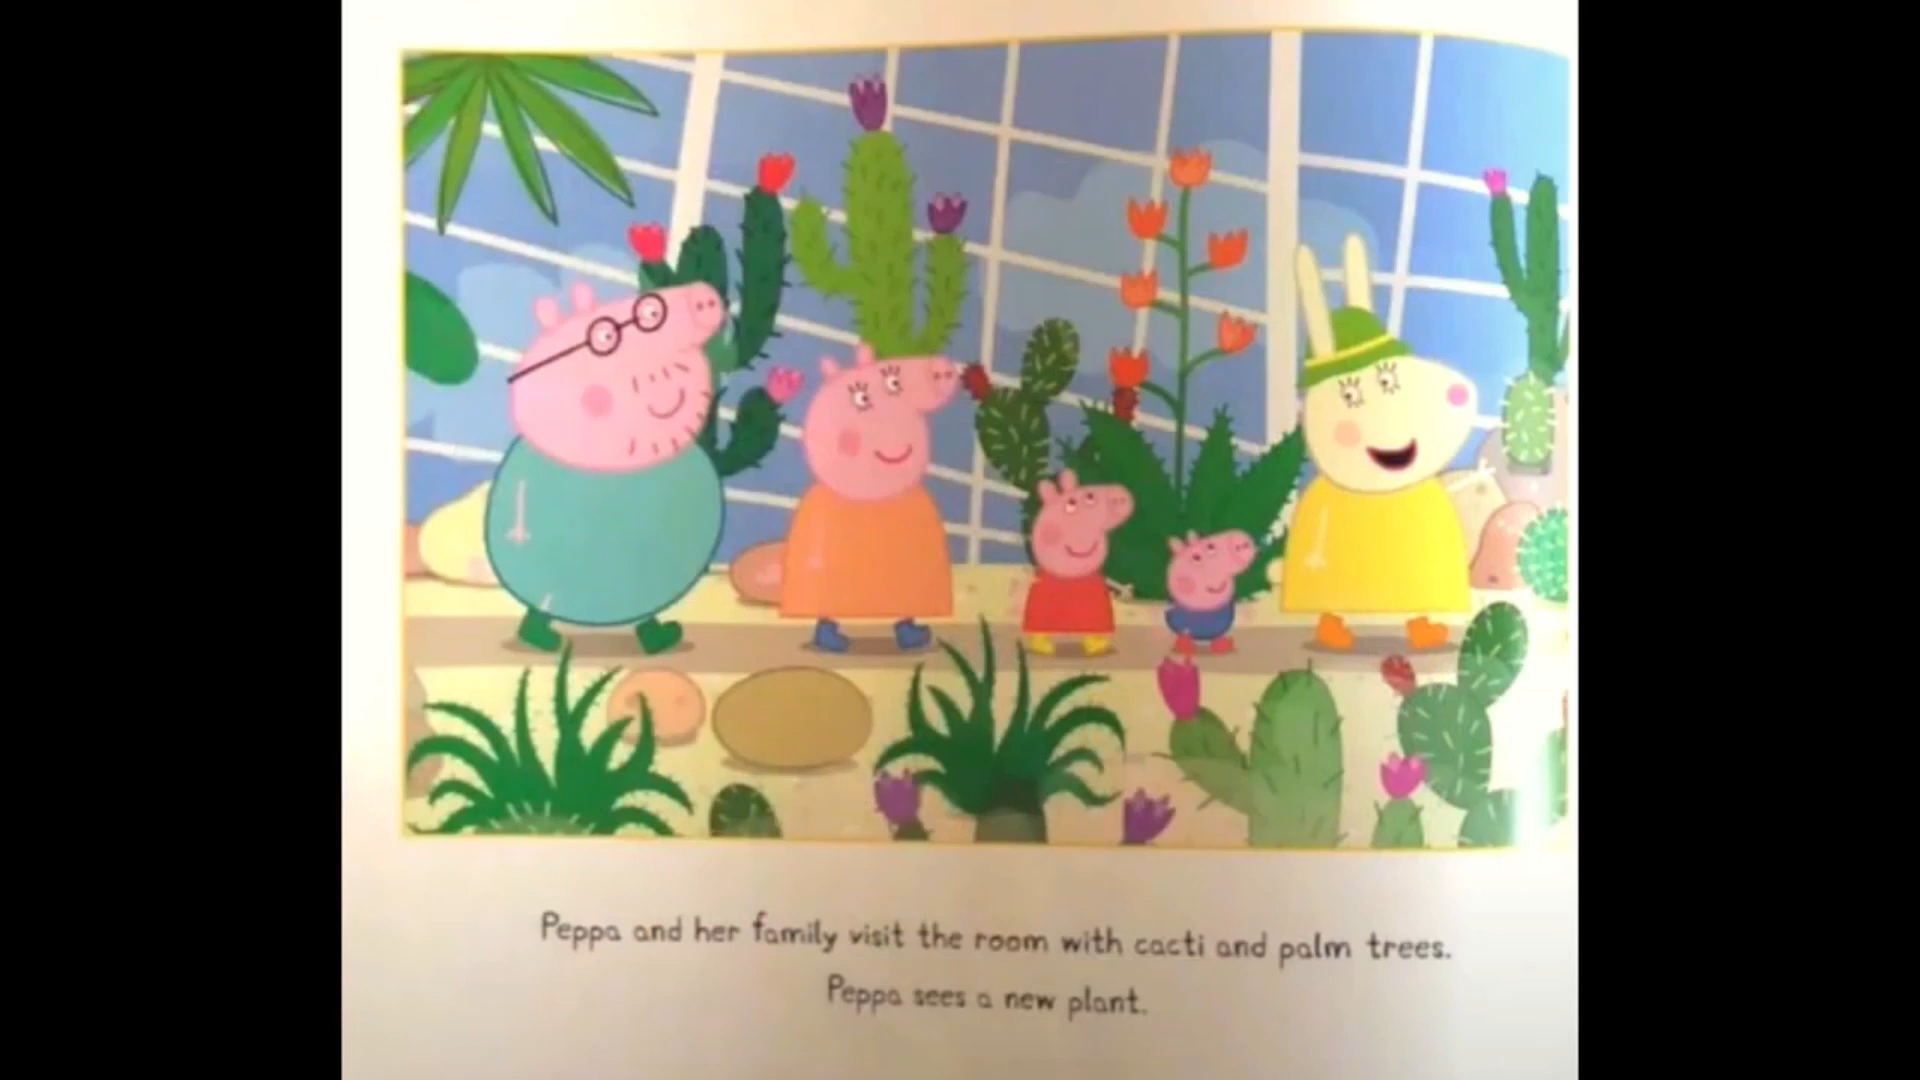 Peppa and her family visit the room with cacti and palm trees.
Peppa sees a new plant.